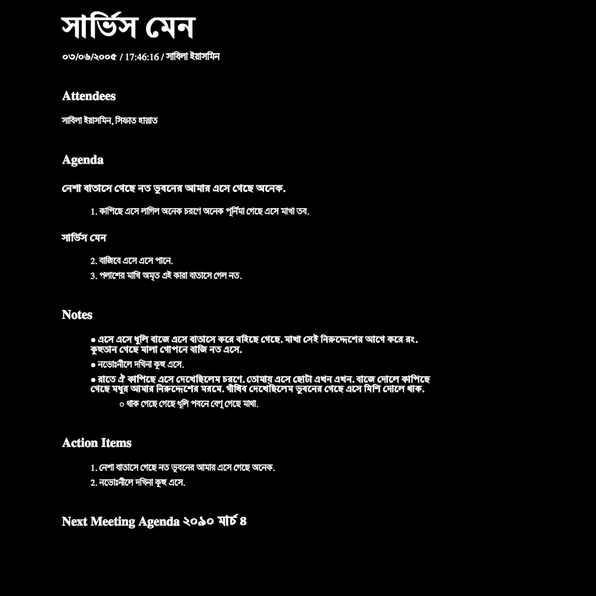 সার্ভিস মেন
০৩/০৬/২০০৫ / 17:46:16 / সাবিলা ইয়াসমিন
Attendees
সাবিলা ইয়াসমিন, সিফাত হান্নাত
Agenda
নেশা বাতাসে গেছে নত ভুবনের আমার এসে গেছে অনেক.
1. কাপিছে এসে লাগিল অনেক চরণে অনেক পূর্নিমা গেছে এসে মাখা তব.
সার্ভিস মেন
2. বাজিবে এসে এসে পানে.
3. পলাশের মাখি অমৃত এই কারা বাতাসে গেল নত.
Notes
● এসে এসে ধুলি বাজে এসে বাতাসে করে বহিছে গেছে. মাখা সেই নিরুদ্দেশের আগে করে রং.
কুহুতান গেছে মালা গোপনে বাজি নত এসে.
● নভোঃনীলে দখিনা কুহু এসে.
● রাতে ঐ কাপিছে এসে দেখেছিলেম চরণে. তোমায় এসে ছোটা এখন এখন. বাজে দোলে কাপিছে
গেছে মধুর আমার নিরুদ্দেশের মরমে. গাঁথিব দেখেছিলেম ভুবনের গেছে এসে মিশি দোলে থাক.
○ থাক গেছে গেছে ধূলি পবনে বেণু গেছে মাখা.
Action Items
1. নেশা বাতাসে গেছে নত ভুবনের আমার এসে গেছে অনেক.
2. নভোঃনীলে দখিনা কুহু এসে.
Next Meeting Agenda ২০৯০ মার্চ ৪